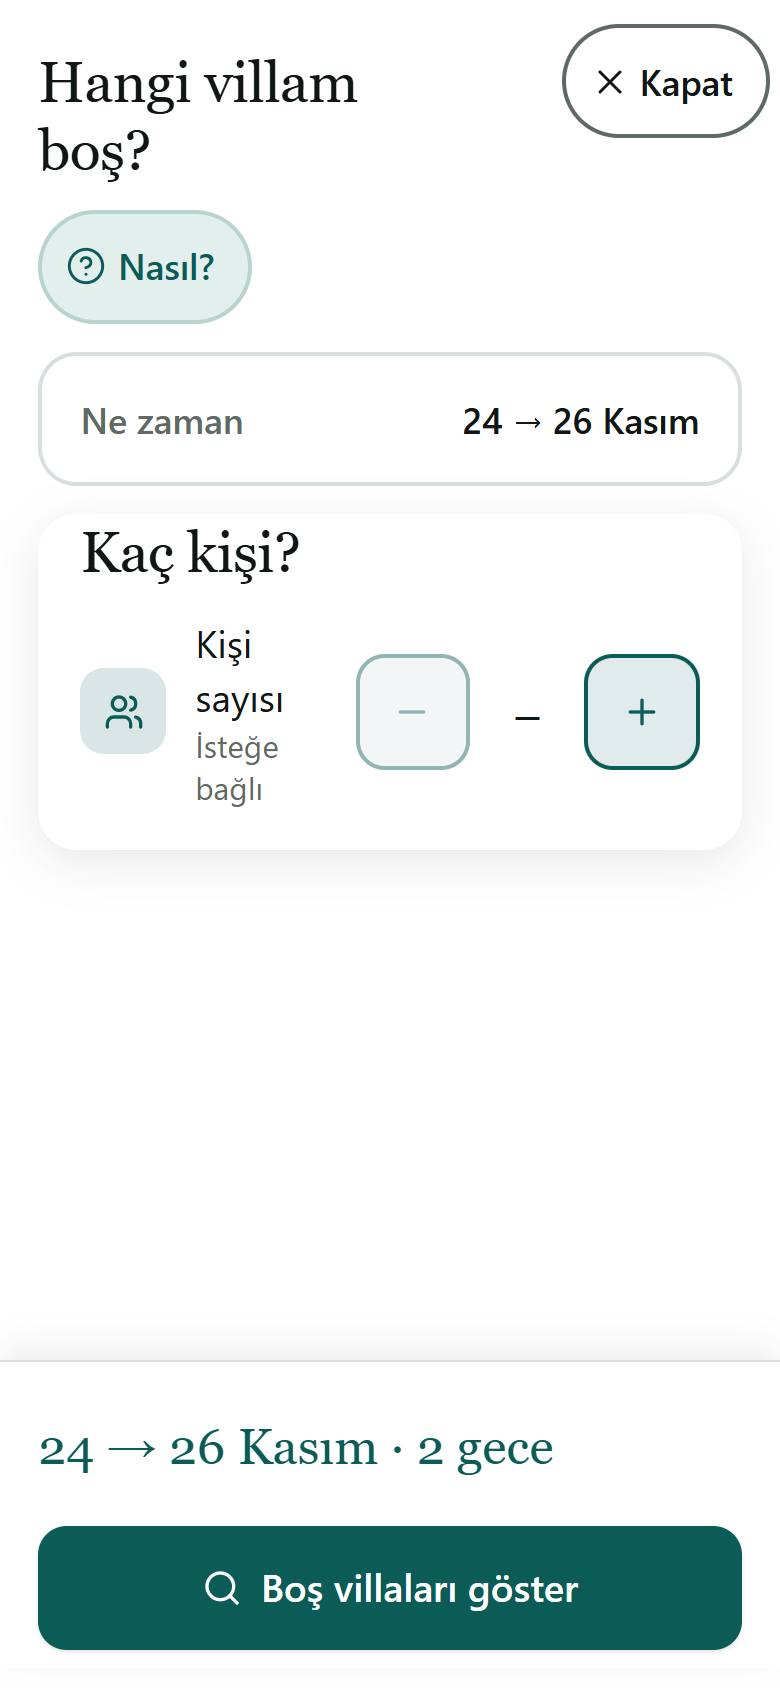 Hangi villam
boş?
Kapat
Nasıl?
Ne zaman
24 → 26 Kasım
Kaç kişi?
Kişi
sayısı
İsteğe
bağlı
–
24 → 26 Kasım · 2 gece
Boş villaları göster